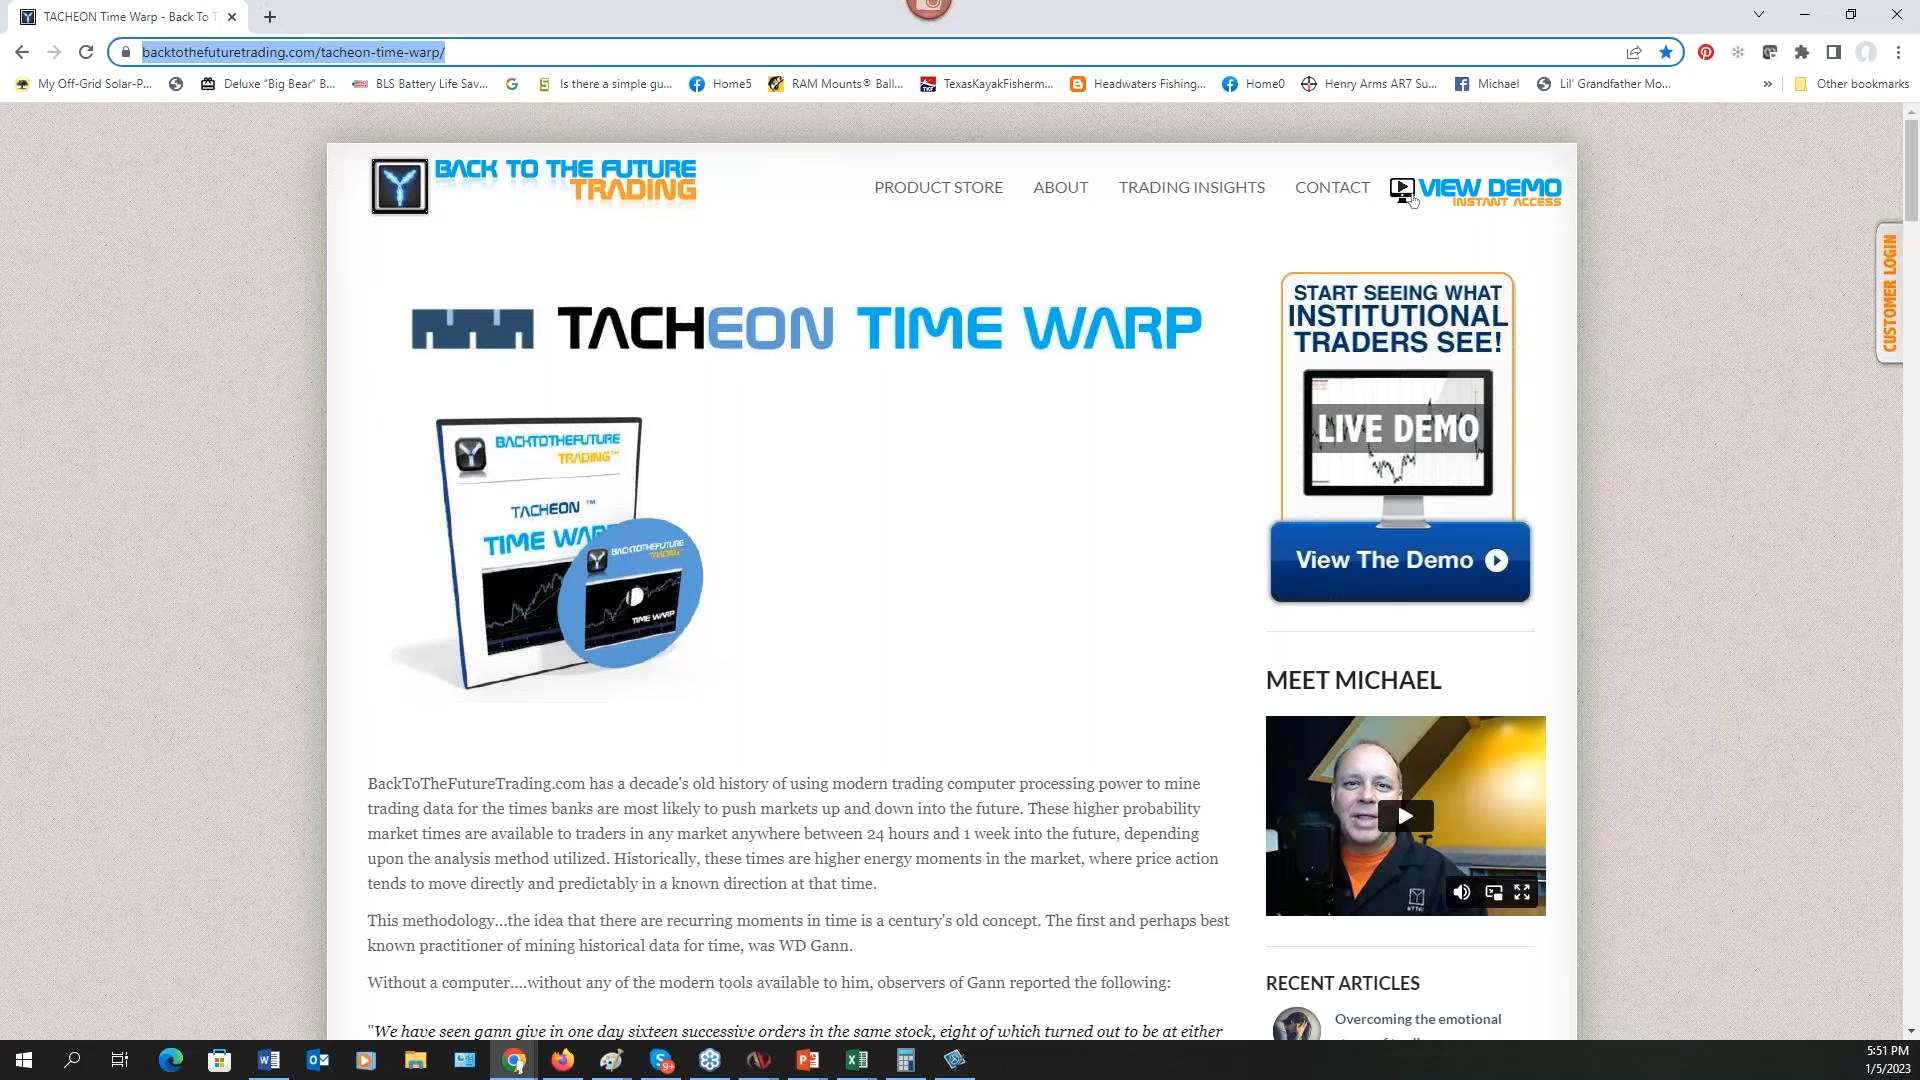 TACHEON Time Warp - Back To T
backtothefuturetrading.com/tacheon-time-warp/
My Off-Grid Solar-P...
Deluxe "Big Bear" B...
BLS Battery Life Sav...
Is there a simple gu...
Home5
RAM Mounts® Ball...
TexasKayakFisherm...
Headwaters Fishing...
Home0
Henry Arms AR7 Su...
Michael
Lil' Grandfather Mo...
»
Other bookmarks
BACK TO THE FUTURE
TRADING
PRODUCT STORE
ABOUT
TRADING INSIGHTS
CONTACT
VIEW DEMO
INSTANT ACCESS
CUSTOMER LOGIN
TACHEON TIME WARP
START SEEING WHAT
INSTITUTIONAL
TRADERS SEE!
LIVE DEMO
View The Demo
BACKTOTHEFUTURE
TRADING™
TACHEON ™
TIME WARP
BACKTOTHEFUTURE
TRADING
TIME WARP
MEET MICHAEL
BTTF
BackToTheFutureTrading.com has a decade's old history of using modern trading computer processing power to mine
trading data for the times banks are most likely to push markets up and down into the future. These higher probability
market times are available to traders in any market anywhere between 24 hours and 1 week into the future, depending
upon the analysis method utilized. Historically, these times are higher energy moments in the market, where price action
tends to move directly and predictably in a known direction at that time.
This methodology...the idea that there are recurring moments in time is a century's old concept. The first and perhaps best
known practitioner of mining historical data for time, was WD Gann.
Without a computer....without any of the modern tools available to him, observers of Gann reported the following:
"We have seen gann give in one day sixteen successive orders in the same stock, eight of which turned out to be at either
RECENT ARTICLES
Overcoming the emotional
9+
5:51 PM
1/5/2023